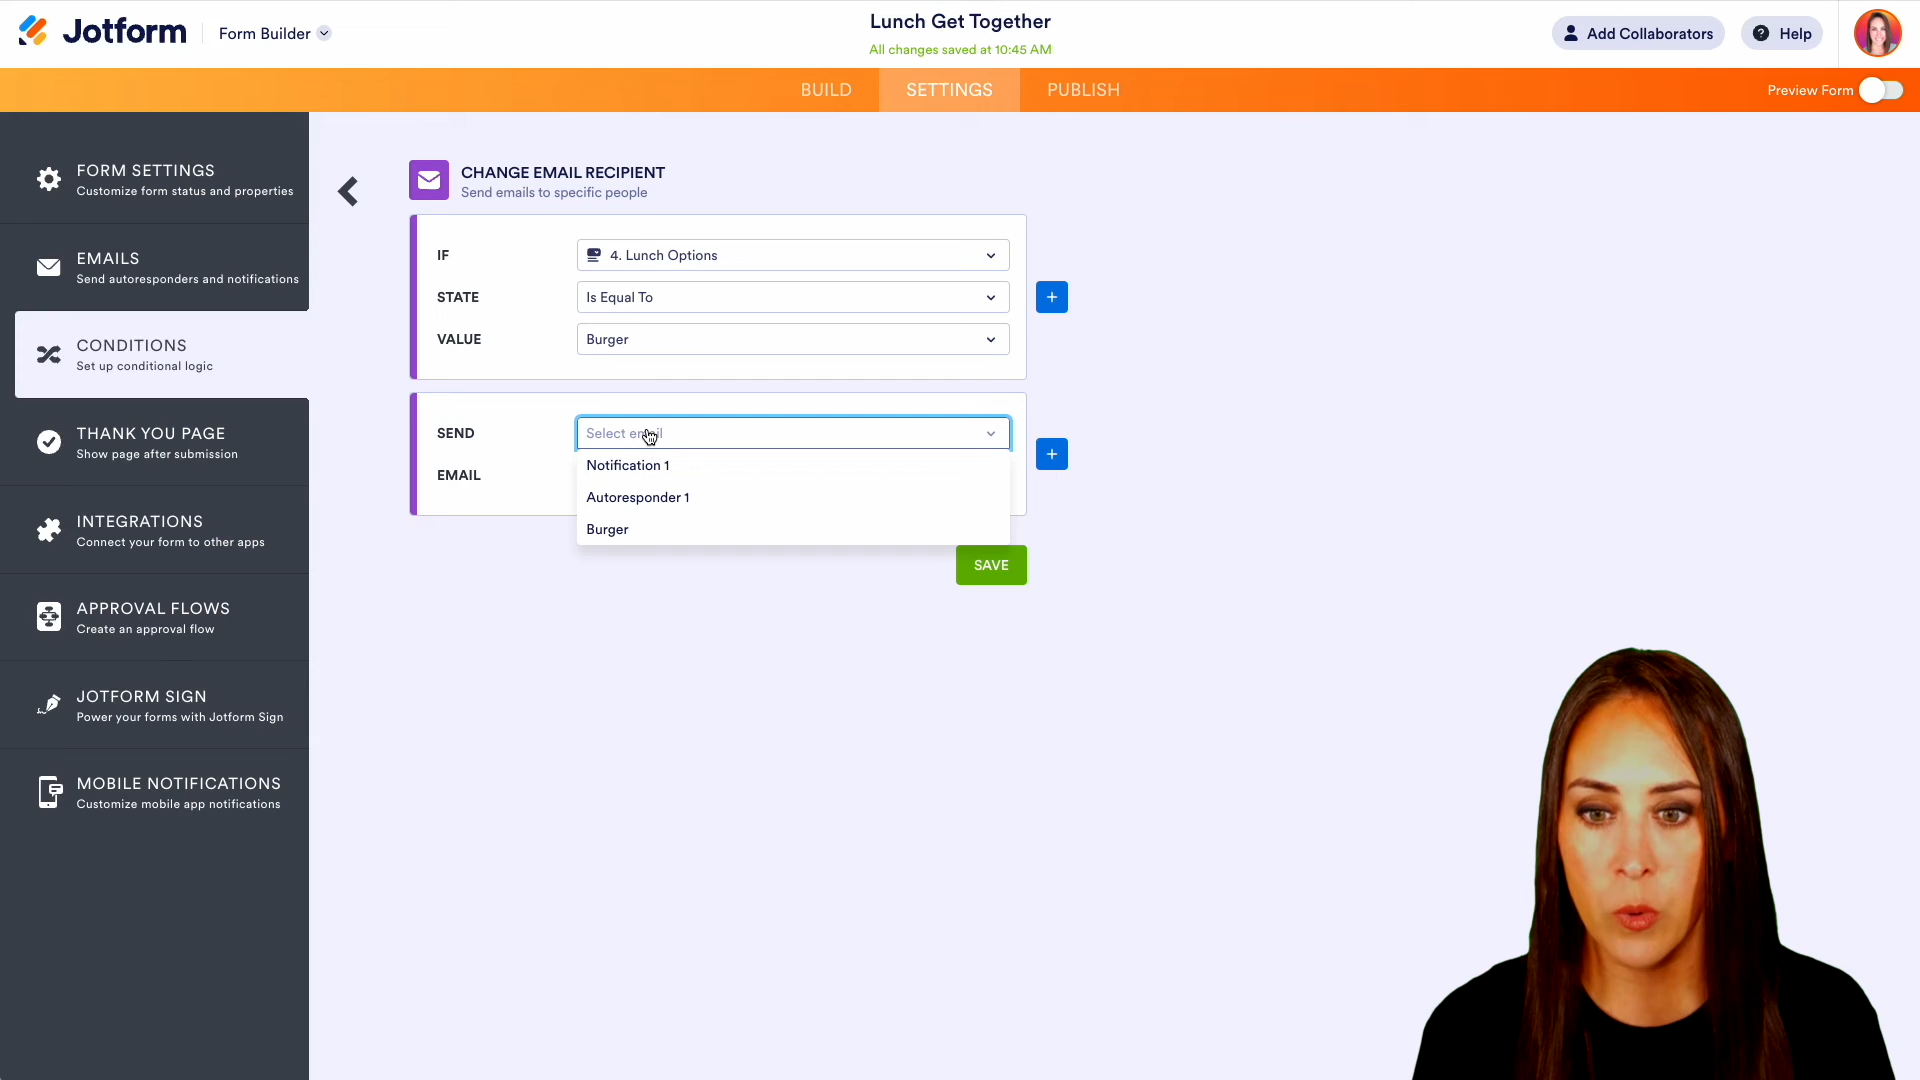 Jotform
Form Builder
Lunch Get Together
All changes saved at 10:45 AM
Add Collaborators
Help
BUILD
SETTINGS
PUBLISH
Preview Form
FORM SETTINGS
Customize form status and properties
EMAILS
Send autoresponders and notifications
CONDITIONS
Set up conditional logic
THANK YOU PAGE
Show page after submission
INTEGRATIONS
Connect your form to other apps
APPROVAL FLOWS
Create an approval flow
JOTFORM SIGN
Power your forms with Jotform Sign
MOBILE NOTIFICATIONS
Customize mobile app notifications
CHANGE EMAIL RECIPIENT
Send emails to specific people
IF
4. Lunch Options
STATE
Is Equal To
VALUE
Burger
SEND
Select email
EMAIL
Notification 1
Autoresponder 1
Burger
SAVE